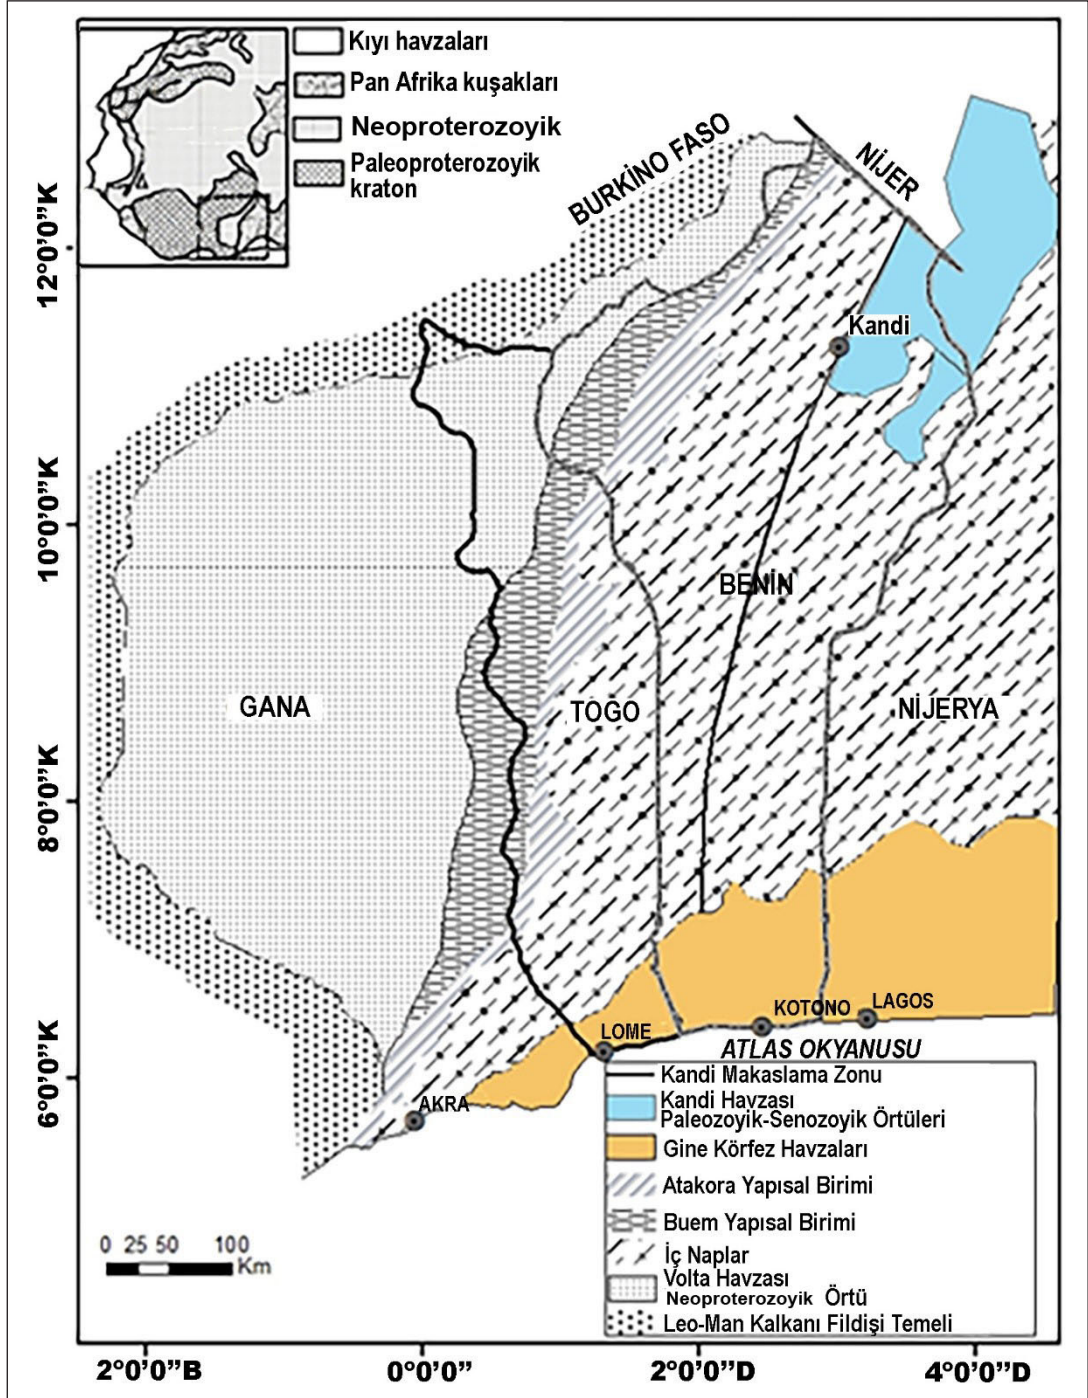 Kıyı havzaları
Pan Afrika kuşakları
Neoproterozoyik
Paleoproterozoyik
kraton
BURKİNO FASO
NİJER
12°0'0"K
Kandi
10°0'0"K
BENİN
GANA
TOGO
NİJERYA
8°0'0"K
KOTONO
LAGOS
LOME
ATLAS OKYANUSU
6°0'0"K
AKRA
Kandi Makaslama Zonu
Kandi Havzası
Paleozoyik-Senozoyik Örtüleri
Gine Körfez Havzaları
Atakora Yapısal Birimi
Buem Yapısal Birimi
İç Naplar
Volta Havzası
Neoproterozoyik Örtü
Leo-Man Kalkanı Fildişi Temeli
0 25 50 100
Km
2°0'0"B 0°0'0" 2°0'0"D 4°0'0"D